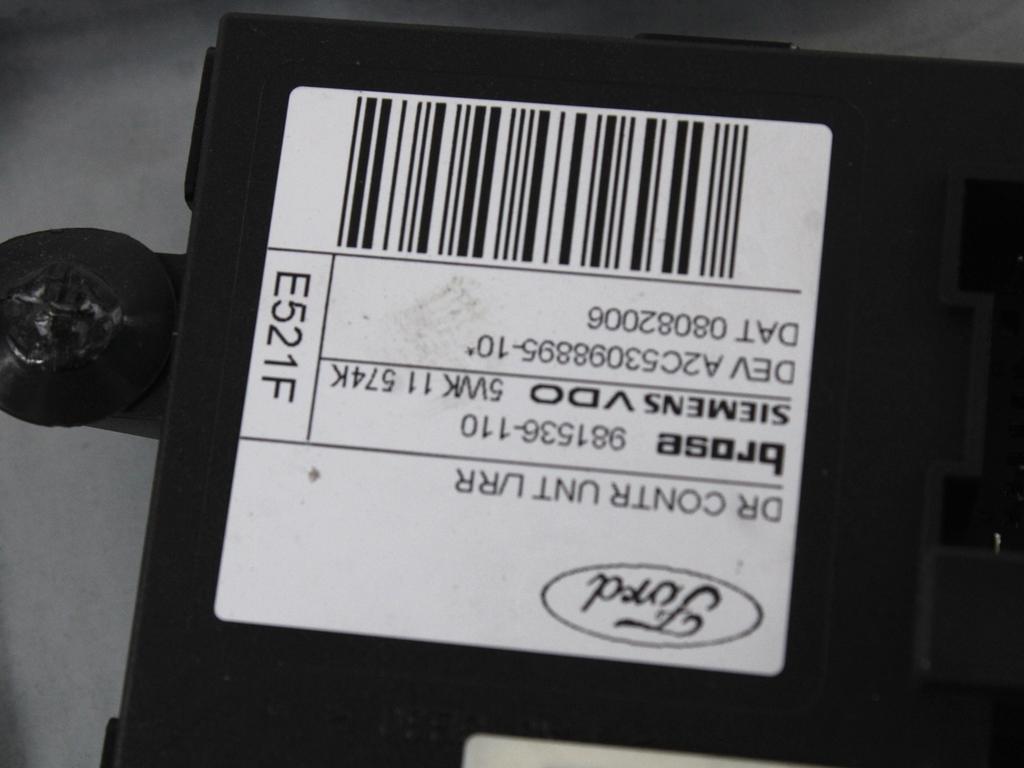 Ford
DR CONTR UNT L/RR
brose 981536-110
SIEMENS VDO 5WK 11 574K
DEV A2C53098895-10*
DAT 08082006
E521F